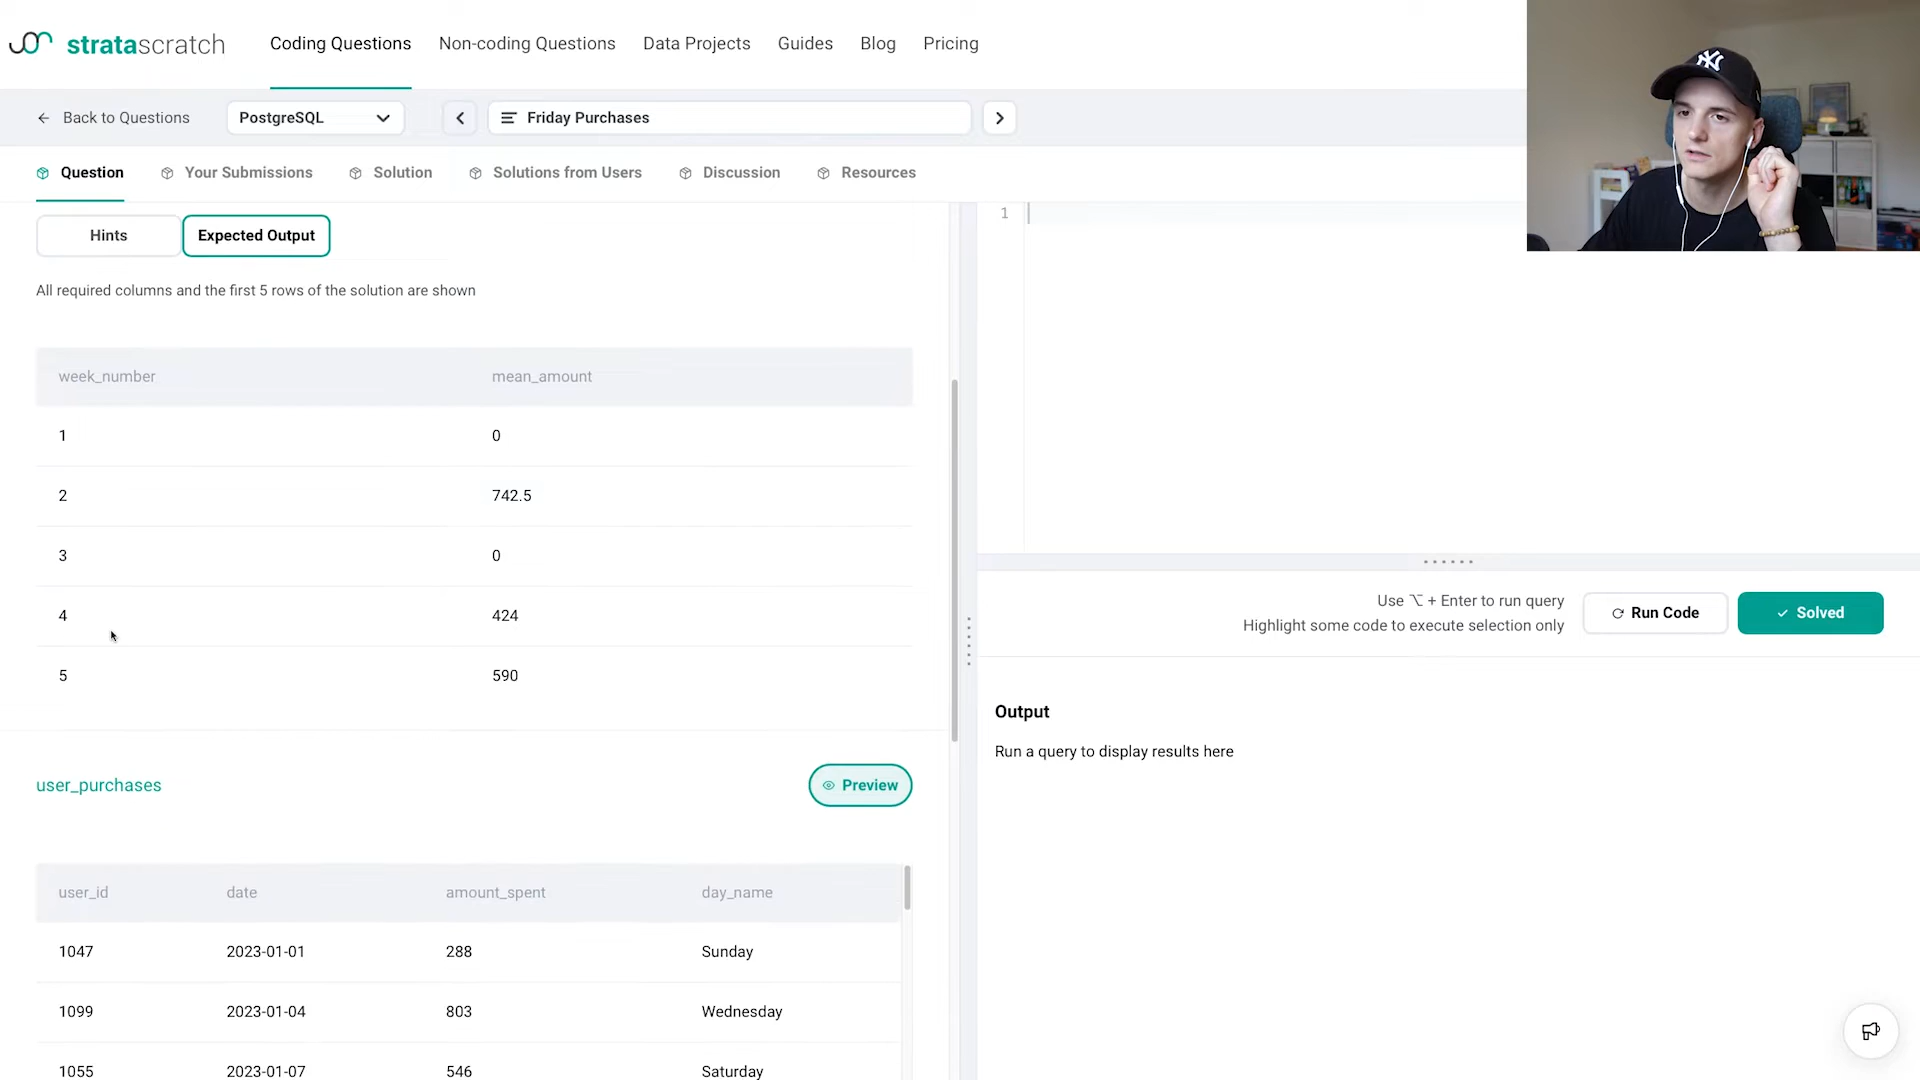 stratascratch
Coding Questions
Non-coding Questions
Data Projects
Guides
Blog
Pricing
Back to Questions
PostgreSQL
Friday Purchases
Question
Your Submissions
Solution
Solutions from Users
Discussion
Resources
Hints
Expected Output
All required columns and the first 5 rows of the solution are shown
week_number mean_amount
1 0
2 742.5
3 0
4 424
5 590
user_purchases
Preview
user_id date amount_spent day_name
1047 2023-01-01 288 Sunday
1099 2023-01-04 803 Wednesday
1055 2023-01-07 546 Saturday
1
Use ⌥ + Enter to run query
Highlight some code to execute selection only
Run Code
Solved
Output
Run a query to display results here
NY